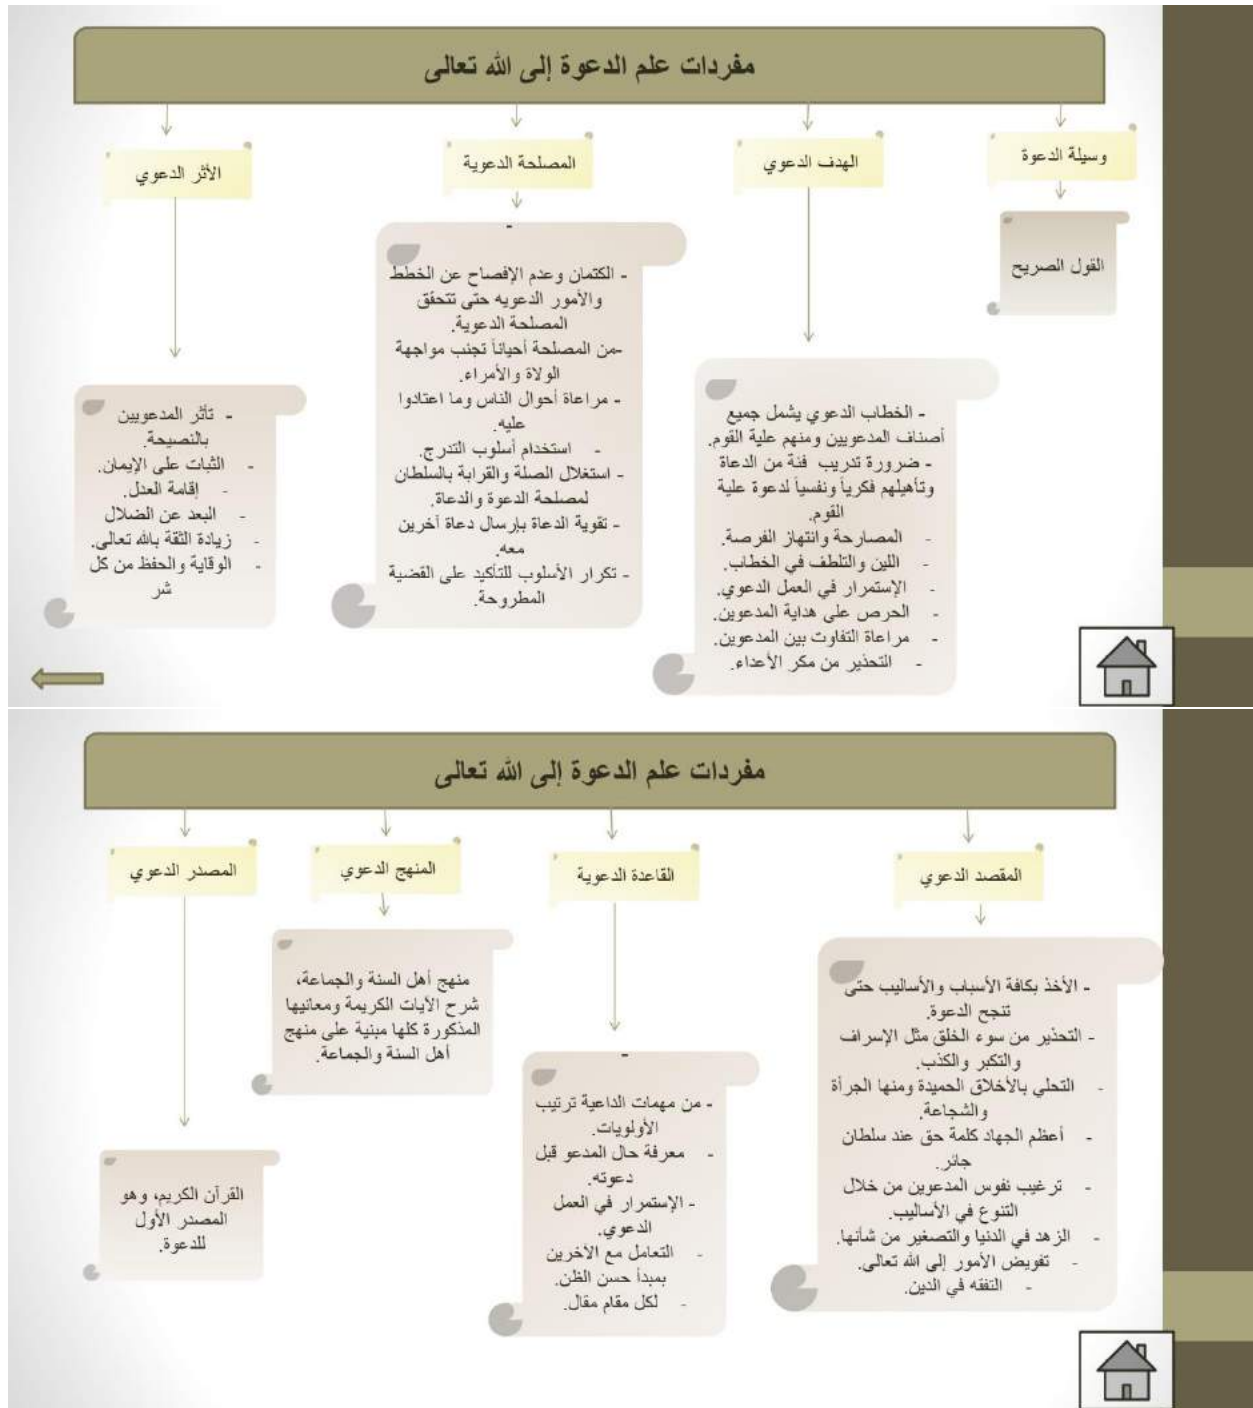 مفردات علم الدعوة إلى الله تعالى
وسيلة الدعوة
القول الصريح
الهدف الدعوي
- الخطاب الدعوي يشمل جميع
أصناف المدعويين ومنهم علية القوم.
- ضرورة تدريب فئة من الدعاة
وتأهيلهم فكرياً ونفسياً لدعوة علية
القوم.
- المصارحة وانتهاز الفرصة.
- اللين والتلطف في الخطاب.
- الإستمرار في العمل الدعوي.
- الحرص على هداية المدعوين.
- مراعاة التفاوت بين المدعوين.
- التحذير من مكر الأعداء.
المصلحة الدعوية
-
- الكتمان وعدم الإفصاح عن الخطط
والأمور الدعويه حتى تتحقق
المصلحة الدعوية.
-من المصلحة أحياناً تجنب مواجهة
الولاة والأمراء.
- مراعاة أحوال الناس وما اعتادوا
عليه.
- استخدام أسلوب التدرج.
- استغلال الصلة والقرابة بالسلطان
لمصلحة الدعوة والدعاة.
- تقوية الدعاة بإرسال دعاة آخرين
معه.
- تكرار الأسلوب للتأكيد على القضية
المطروحة.
الأثر الدعوي
- تأثر المدعويين
بالنصيحة.
- الثبات على الإيمان.
- إقامة العدل.
- البعد عن الضلال
- زيادة الثقة بالله تعالى.
- الوقاية والحفظ من كل
شر
مفردات علم الدعوة إلى الله تعالى
المقصد الدعوي
- الأخذ بكافة الأسباب والأساليب حتى
تنجح الدعوة.
- التحذير من سوء الخلق مثل الإسراف
والتكبر والكذب.
- التحلي بالأخلاق الحميدة ومنها الجرأة
والشجاعة.
- أعظم الجهاد كلمة حق عند سلطان
جائر.
- ترغيب نفوس المدعوين من خلال
التنوع في الأساليب.
- الزهد في الدنيا والتصغير من شأنها.
- تفويض الأمور إلى الله تعالى.
- التفقه في الدين.
القاعدة الدعوية
-
- من مهمات الداعية ترتيب
الأولويات.
- معرفة حال المدعو قبل
دعوته.
- الإستمرار في العمل
الدعوي.
- التعامل مع الآخرين
بمبدأ حسن الظن.
- لكل مقام مقال.
المنهج الدعوي
منهج أهل السنة والجماعة،
شرح الآيات الكريمة ومعانيها
المذكورة كلها مبنية على منهج
أهل السنة والجماعة.
المصدر الدعوي
القرآن الكريم، وهو
المصدر الأول
للدعوة.